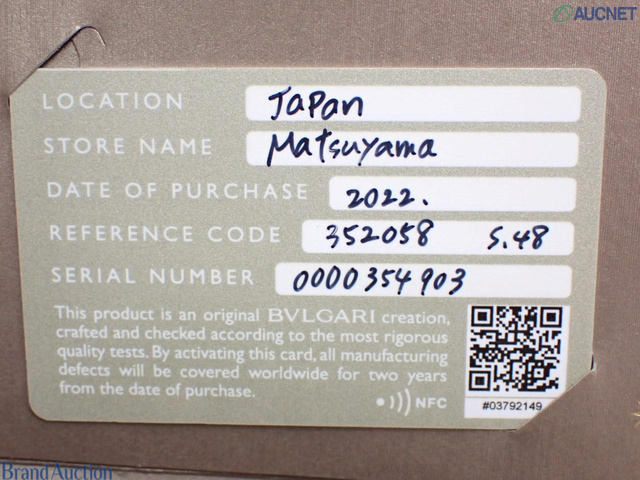 AUCNET
LOCATION Japan
STORE NAME Matsuyama
DATE OF PURCHASE 2022.
REFERENCE CODE 352058 S.48
SERIAL NUMBER 0000354903
This product is an original BVLGARI creation,
crafted and checked according to the most rigorous
quality tests. By activating this card, all manufacturing
defects will be covered worldwide for two years
from the date of purchase.
NFC
#03792149
BrandAuction